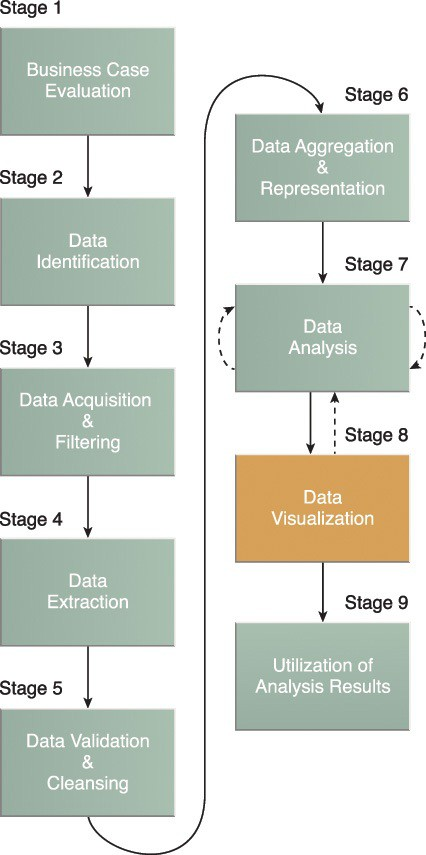 Stage 1
Business Case
Evaluation
Stage 2
Data
Identification
Stage 3
Data Acquisition
&
Filtering
Stage 4
Data
Extraction
Stage 5
Data Validation
&
Cleansing
Stage 6
Data Aggregation
&
Representation
Stage 7
Data
Analysis
Stage 8
Data
Visualization
Stage 9
Utilization of
Analysis Results